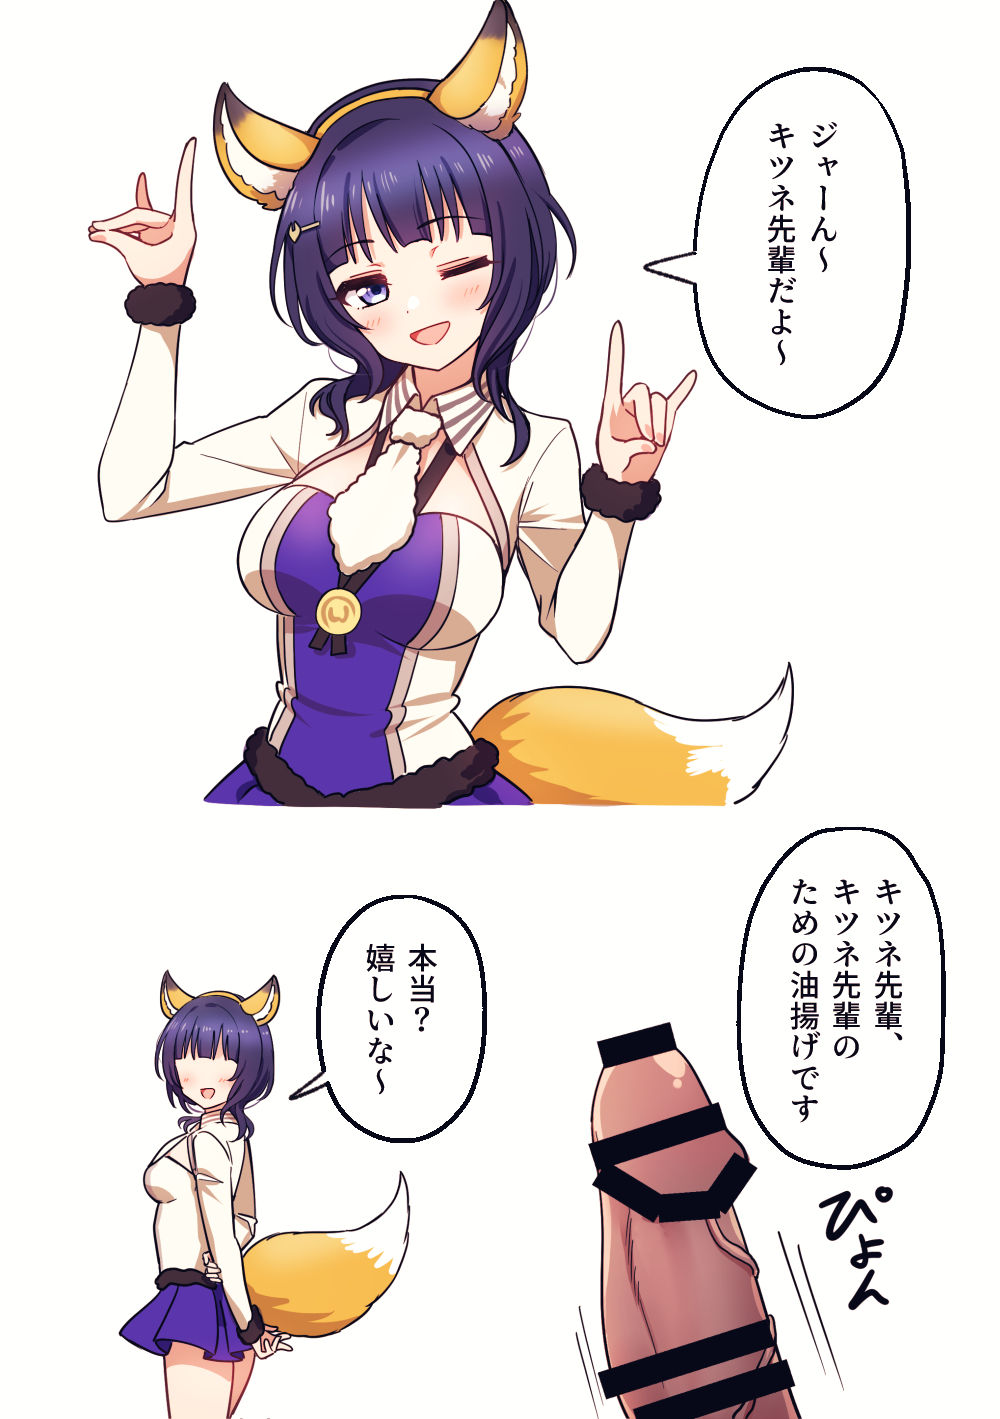 ジャーん～
キツネ先輩だよ～
キツネ先輩、
キツネ先輩の
ための油揚げです
本当？
嬉しいな～
ぴょん